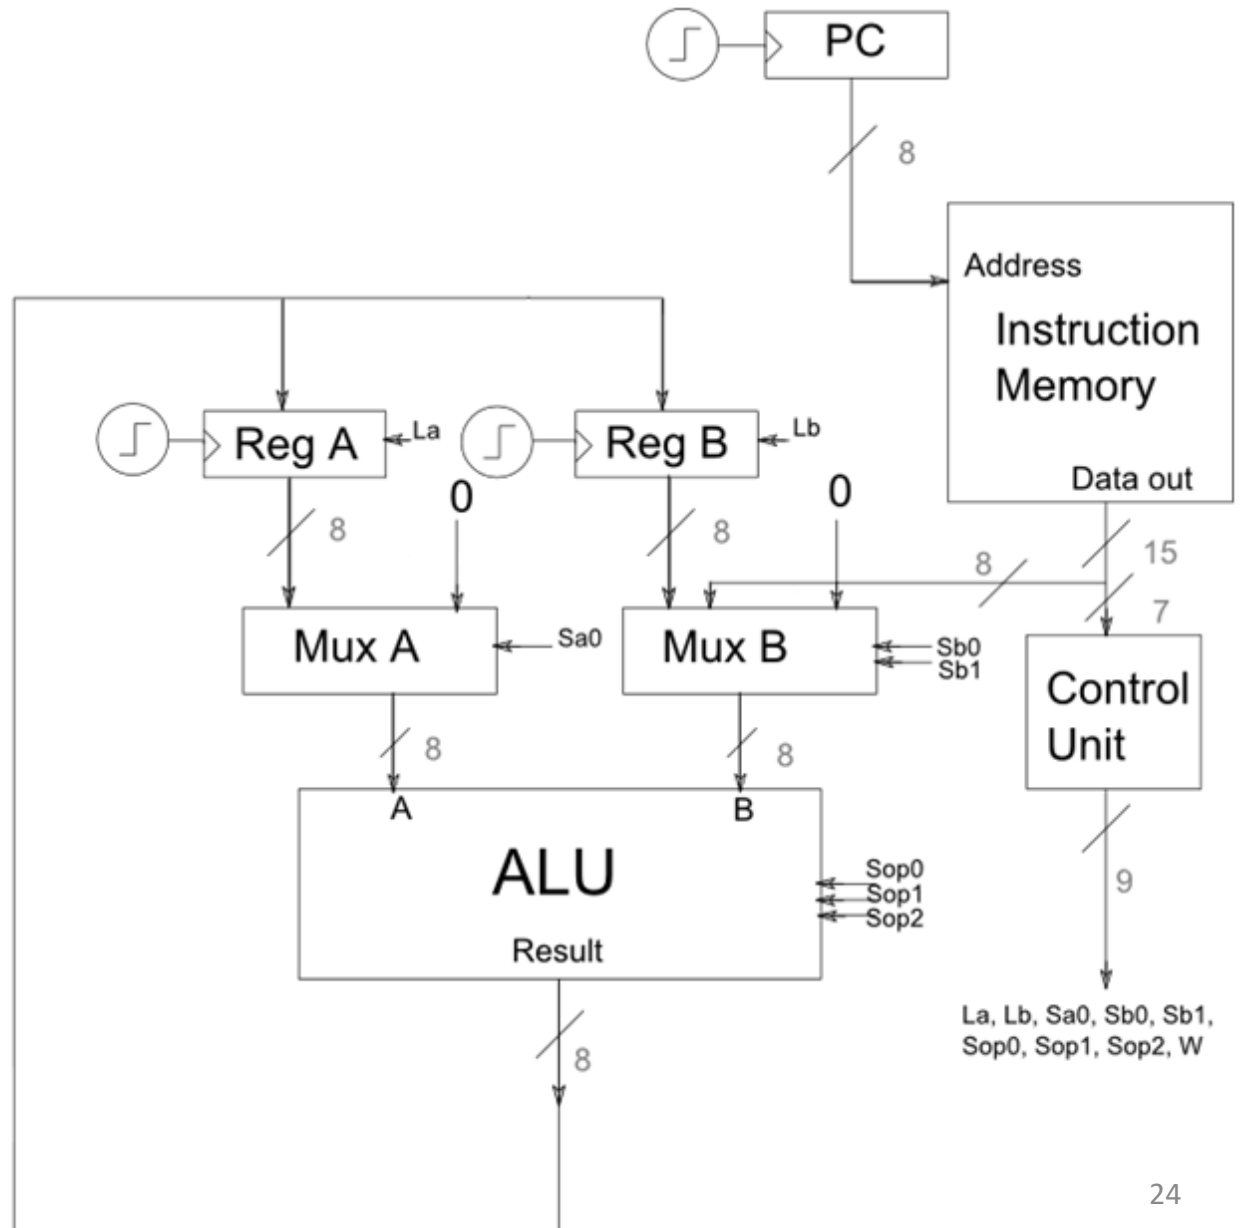 PC
8
Address
Instruction
Memory
Data out
15
8
7
Reg A
La
Reg B
Lb
0
0
8
8
Mux A
Sa0
Mux B
Sb0
Sb1
Control
Unit
8
8
A
B
ALU
Sop0
Sop1
Sop2
Result
9
8
La, Lb, Sa0, Sb0, Sb1,
Sop0, Sop1, Sop2, W
24